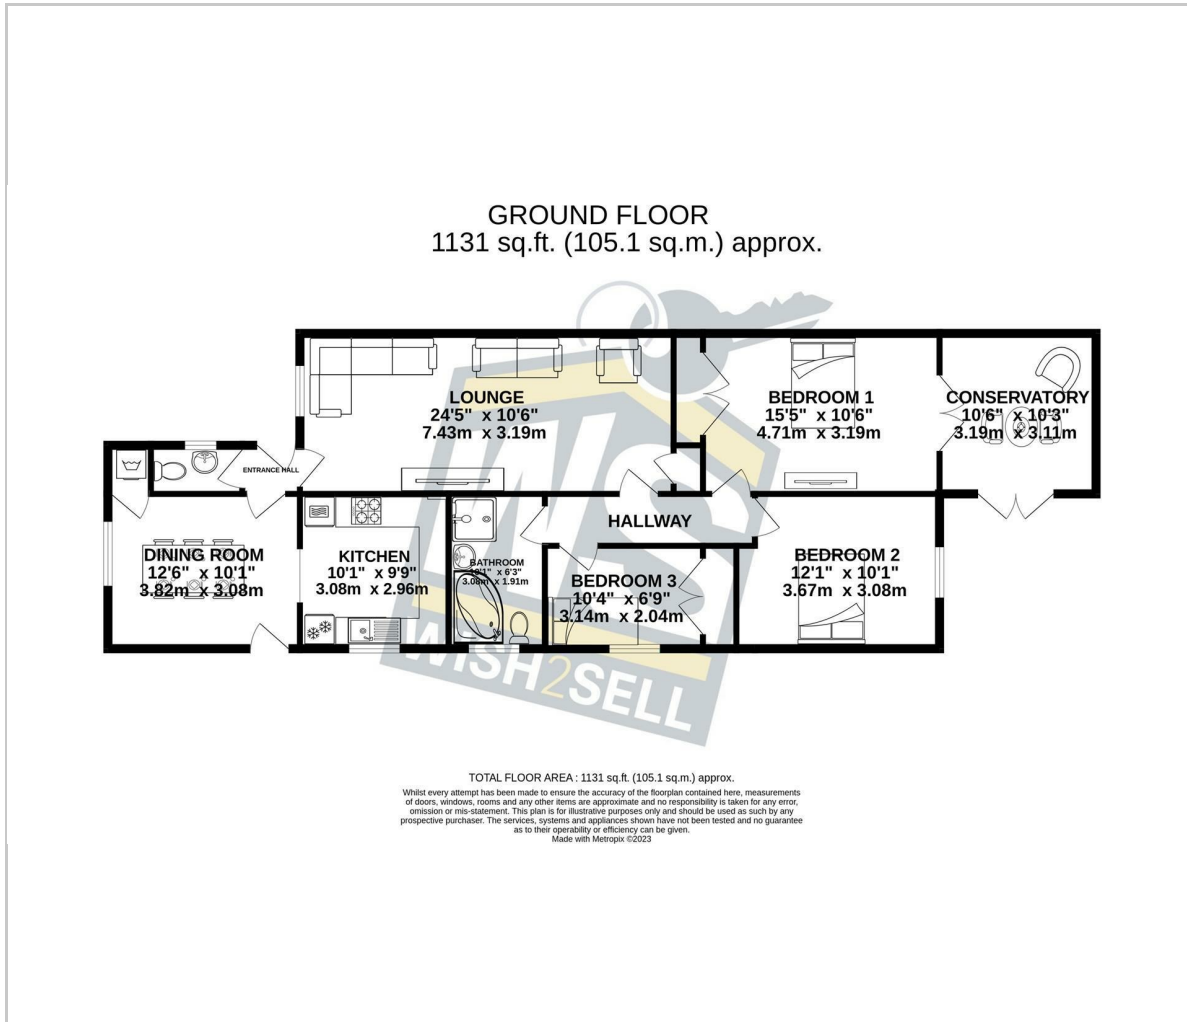 GROUND FLOOR
1131 sq.ft. (105.1 sq.m.) approx.
LOUNGE
24'5" x 10'6"
7.43m x 3.19m
BEDROOM 1
15'5" x 10'6"
4.71m x 3.19m
CONSERVATORY
10'6" x 10'3"
3.19m x 3.11m
ENTRANCE HALL
HALLWAY
DINING ROOM
12'6" x 10'1"
3.82m x 3.08m
KITCHEN
10'1" x 9'9"
3.08m x 2.96m
BATHROOM
10'1" x 6'3"
3.08m x 1.91m
BEDROOM 3
10'4" x 6'9"
3.14m x 2.04m
BEDROOM 2
12'1" x 10'1"
3.67m x 3.08m
WS
WISH2SELL
TOTAL FLOOR AREA : 1131 sq.ft. (105.1 sq.m.) approx.
Whilst every attempt has been made to ensure the accuracy of the floorplan contained here, measurements
of doors, windows, rooms and any other items are approximate and no responsibility is taken for any error,
omission or mis-statement. This plan is for illustrative purposes only and should be used as such by any
prospective purchaser. The services, systems and appliances shown have not been tested and no guarantee
as to their operability or efficiency can be given.
Made with Metropix ©2023